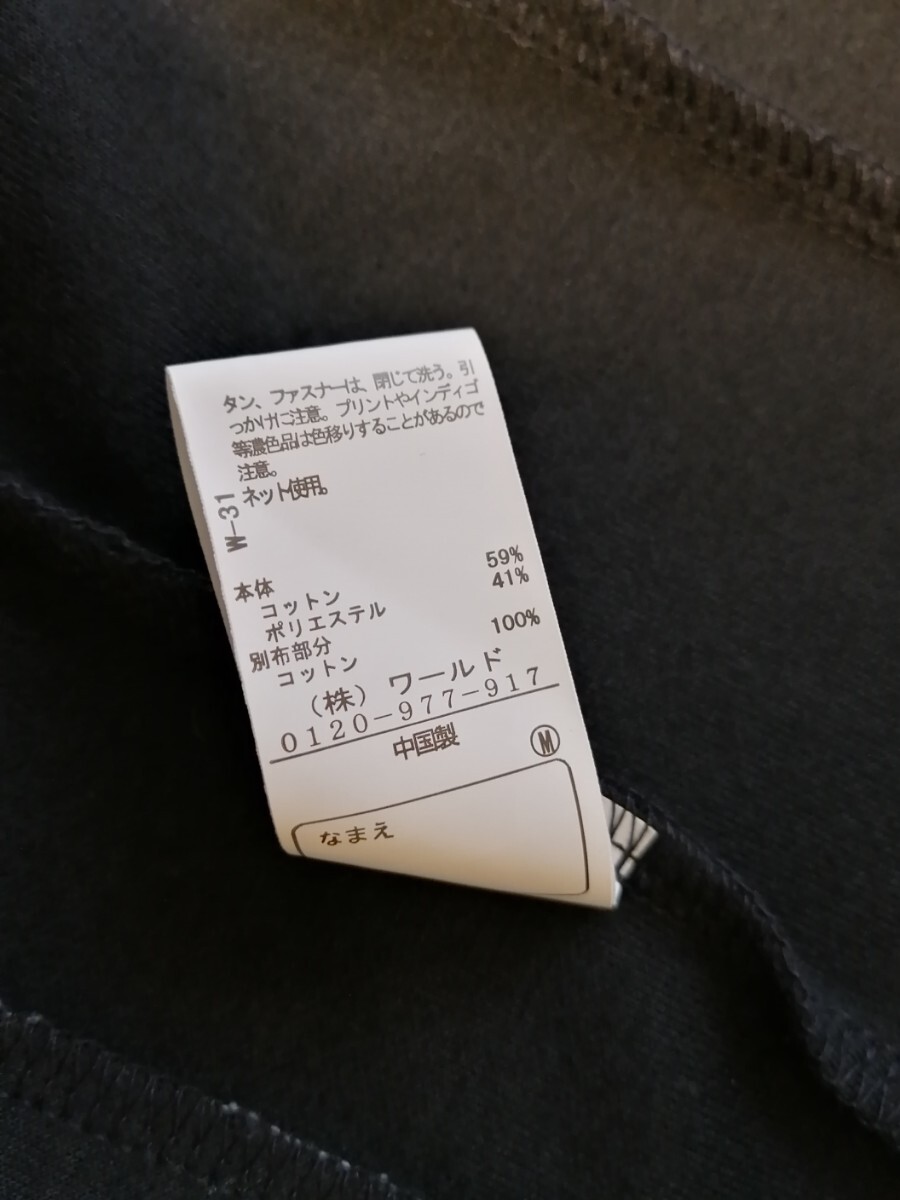 タン、ファスナーは、閉じて洗う。引
っかけに注意。プリントやインディゴ
等濃色品は色移りすることがあるので
注意。
ネット使用。
W-31
本体
コットン 59%
ポリエステル 41%
別布部分
コットン 100%
(株) ワールド
0120-977-917
中国製
M
なまえ